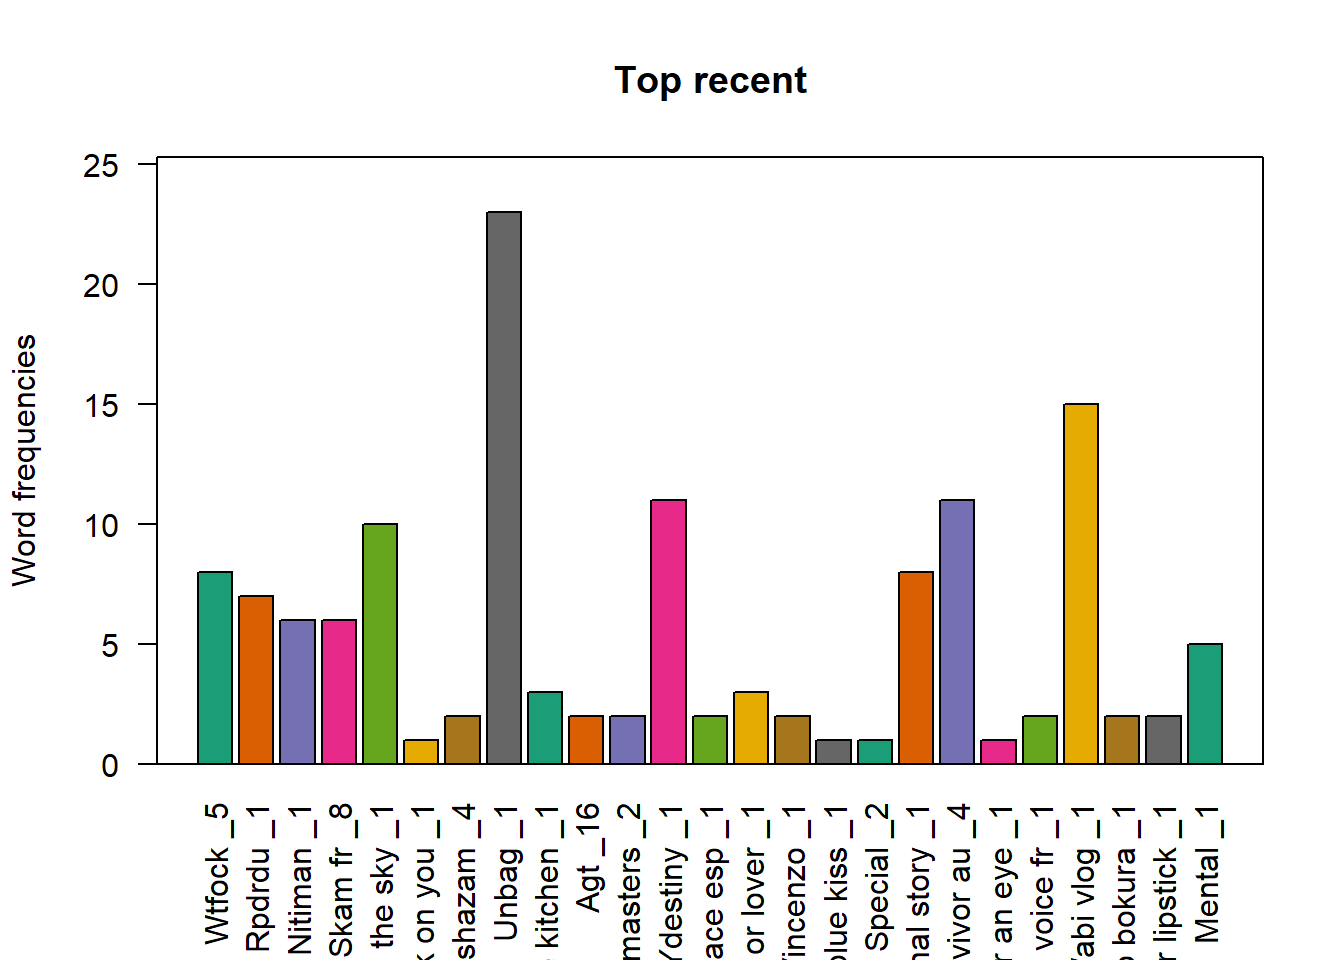 Top recent
Word frequencies
25
20
15
10
5
0
Wtfock _5
Rpdrdu _1
Nitiman _1
Skam fr _8
the sky _1
on you _1
shazam _4
Unbag _1
kitchen _1
Agt _16
masters _2
Ydestiny _1
ace esp _1
or lover _1
incenzo _1
blue kiss _1
Special _2
nal story _1
vivor au _4
r an eye _1
voice fr _1
abi vlog _1
bokura _1
r lipstick _1
Mental _1